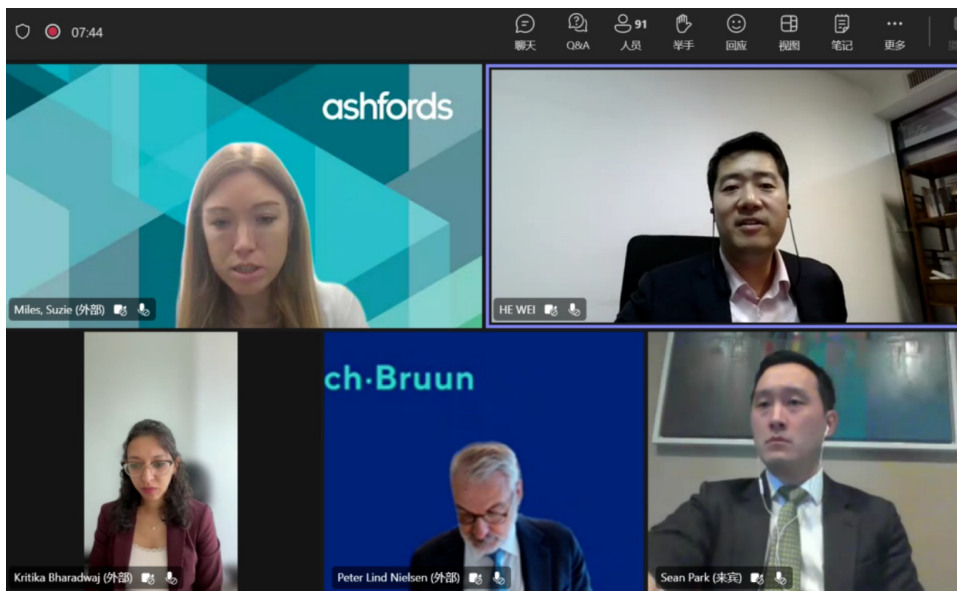 07:44
91
聊天
Q&A
人员
举手
回应
视图
笔记
更多
ashfords
Miles, Suzie (外部)
HE WEI
ch·Bruun
Kritika Bharadwaj (外部)
Peter Lind Nielsen (外部)
Sean Park (来宾)